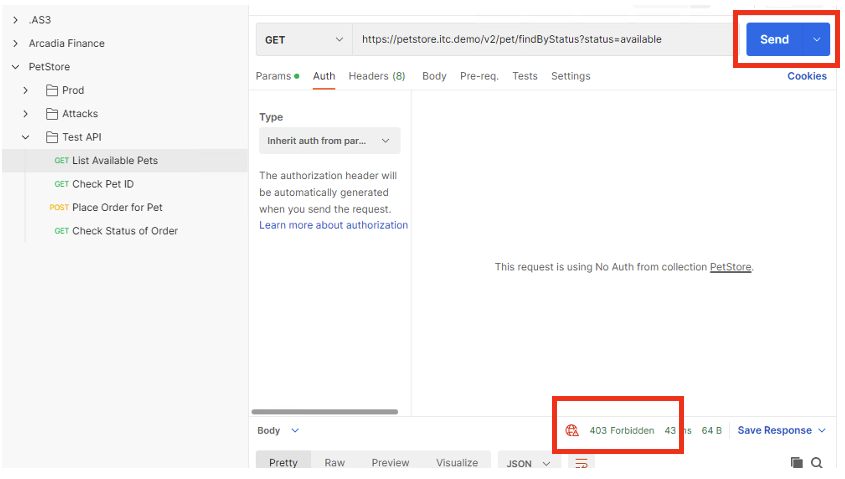 .AS3
Arcadia Finance
PetStore
Prod
Attacks
Test API
GET List Available Pets
GET Check Pet ID
POST Place Order for Pet
GET Check Status of Order
GET https://petstore.itc.demo/v2/pet/findByStatus?status=available Send
Params Auth Headers (8) Body Pre-req. Tests Settings Cookies
Type
Inherit auth from par...
The authorization header will
be automatically generated
when you send the request.
Learn more about authorization
This request is using No Auth from collection PetStore.
Body 403 Forbidden 43 ms 64 B Save Response
Pretty Raw Preview Visualize JSON